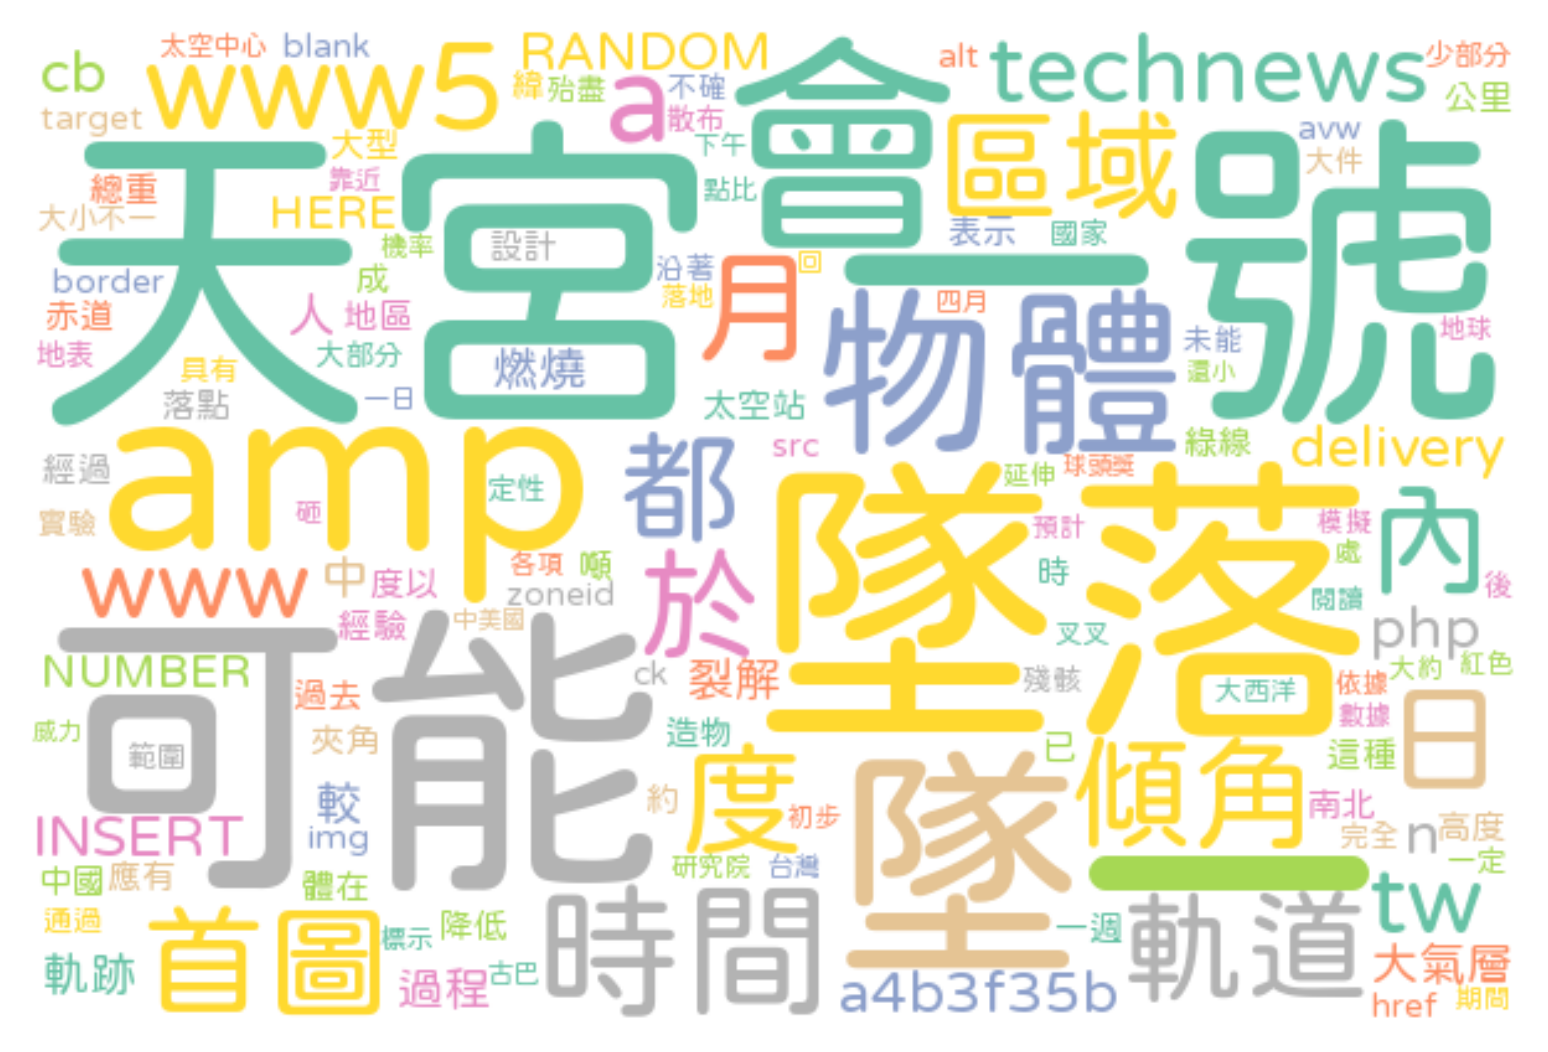 太空中心 blank RANDOM alt technews 少部分
cb www5 緯 殆盡 a 不確 會 公里
target 散布 區域 avw
大型 下午 大件
天宮 號
總重 靠近 點比
大小不一 HERE 表示 國家
機率 設計 沿著 月 回 一
border 成 落地 四月
赤道 人 地區 物體 未能 地球
地表 大部分 燃燒 還小
具有
落點 一日 太空站
amp 都 src 綠線 delivery
經過 定性 墜落 延伸 球頭獎
實驗 砸 預計 模擬 內
www 中 度以 各項 噸 於 時 處
zoneid 閱讀 後
經驗 中美國 叉叉 php
可能 大約 紅色
NUMBER 過去 ck 裂解 殘骸 大西洋 依據
數據 日
威力 範圍 夾角 造物 已 這種
較 約 度 初步 墜 傾角 南北
INSERT img 完全 n 高度
中國 應有 體在 研究院 台灣 一 一定
通過 首圖 標示 降低 時間 一週 軌道 tw
軌跡 過程 古巴 大氣層
a4b3f35b href 期間